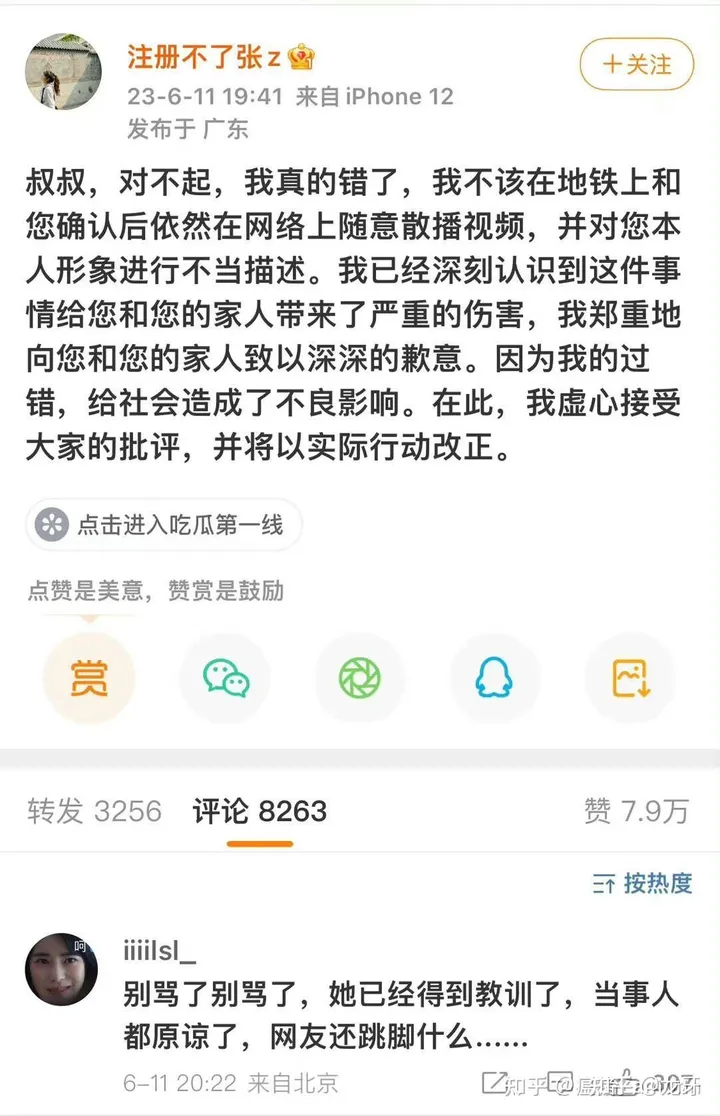 注册不了张z
23-6-11 19:41 来自 iPhone 12
+关注
发布于 广东
叔叔，对不起，我真的错了，我不该在地铁上和
您确认后依然在网络上随意散播视频，并对您本
人形象进行不当描述。我已经深刻认识到这件事
情给您和您的家人带来了严重的伤害，我郑重地
向您和您的家人致以深深的歉意。因为我的过
错，给社会造成了不良影响。在此，我虚心接受
大家的批评，并将以实际行动改正。
点击进入吃瓜第一线
点赞是美意，赞赏是鼓励
赏
转发 3256 评论 8263 赞 7.9万
按热度
呵
iiiilsl_
别骂了别骂了，她已经得到教训了，当事人
都原谅了，网友还跳脚什么......
6-11 20:22 来自北京
知乎